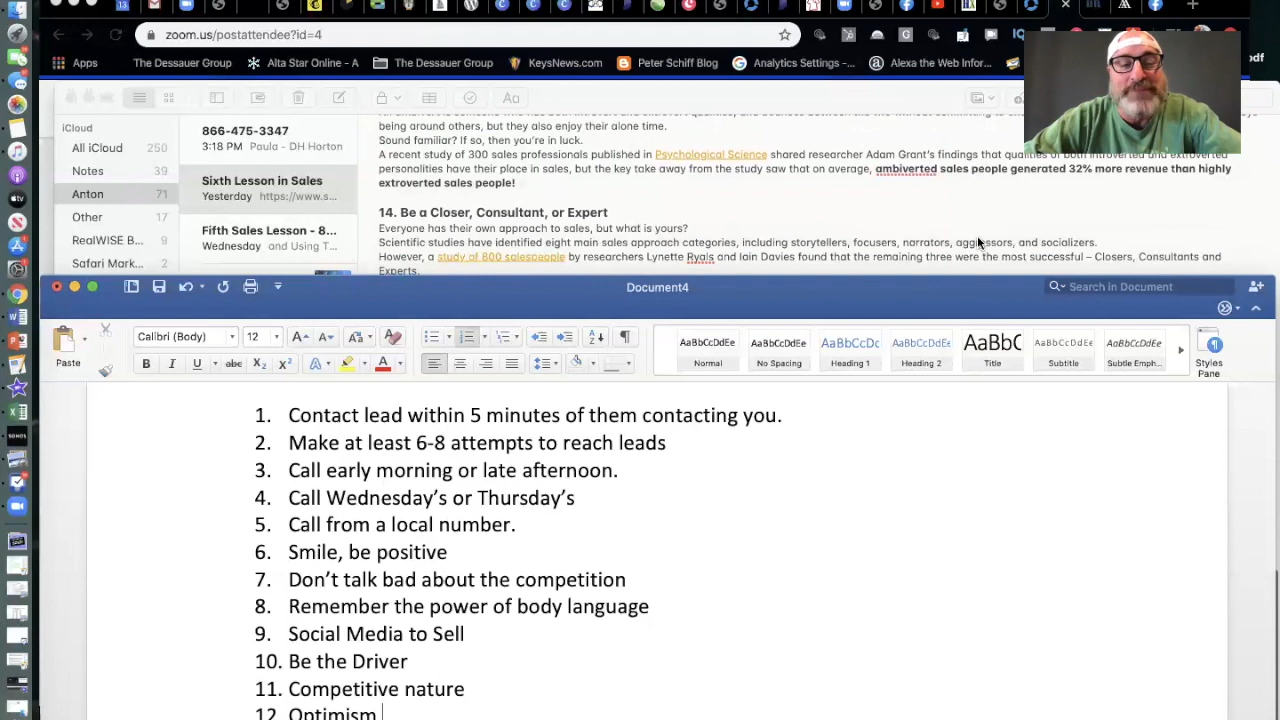 zoom.us/postattendee?id=4
Apps The Dessauer Group Alta Star Online - The Dessauer Group KeysNews.com Peter Schiff Blog Analytics Settings -... Alexa the Web Infor...
pdf
Aa
iCloud
All iCloud 250
Notes 39
Anton 71
Other 17
RealWISE B... 9
Safari Mark... 2
866-475-3347
3:18 PM Paula - DH Horton
Sixth Lesson in Sales
Yesterday https://www.s...
Fifth Sales Lesson - 8...
Wednesday and Using T...
being around others, but they also enjoy their alone time.
Sound familiar? If so, then you're in luck.
A recent study of 300 sales professionals published in Psychological Science shared researcher Adam Grant's findings that qualities of both introverted and extroverted
personalities have their place in sales, but the key take away from the study saw that on average, ambiverted sales people generated 32% more revenue than highly
extroverted sales people!
14. Be a Closer, Consultant, or Expert
Everyone has their own approach to sales, but what is yours?
Scientific studies have identified eight main sales approach categories, including storytellers, focusers, narrators, aggressors, and socializers.
However, a study of 800 salespeople by researchers Lynette Ryals and Iain Davies found that the remaining three were the most successful – Closers, Consultants and
Experts.
Document4
Search in Document
Paste
Calibri (Body) 12
B I U abc X2 X2
AaBbCcDdEe AaBbCcDdEe AaBbCcDc AaBbCcDdEe AaBbC AaBbCcDdEe AaBbCcDdEe
Normal No Spacing Heading 1 Heading 2 Title Subtitle Subtle Emph...
Styles
Pane
1. Contact lead within 5 minutes of them contacting you.
2. Make at least 6-8 attempts to reach leads
3. Call early morning or late afternoon.
4. Call Wednesday's or Thursday's
5. Call from a local number.
6. Smile, be positive
7. Don't talk bad about the competition
8. Remember the power of body language
9. Social Media to Sell
10. Be the Driver
11. Competitive nature
12. Optimism